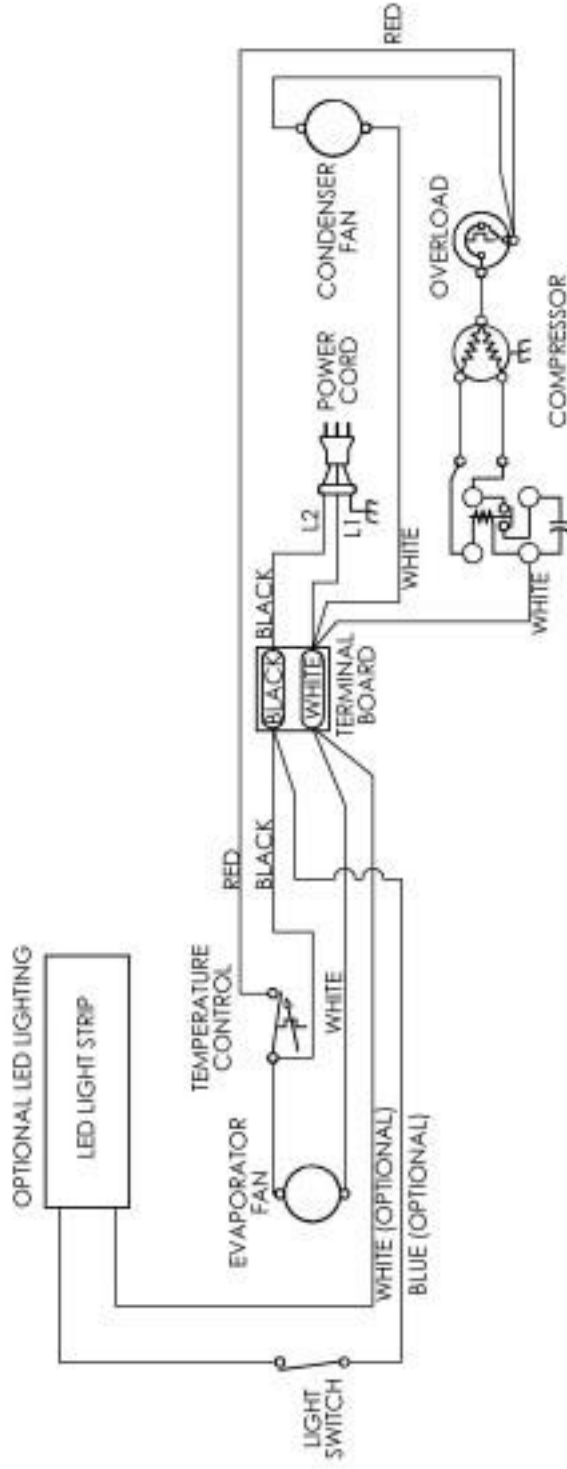 OPTIONAL LED LIGHTING
LED LIGHT STRIP
LIGHT
SWITCH
EVAPORATOR
FAN
TEMPERATURE
CONTROL
WHITE
WHITE (OPTIONAL)
BLUE (OPTIONAL)
RED
BLACK
BLACK
WHITE
TERMINAL
BOARD
BLACK
L2
L1
POWER
CORD
WHITE
WHITE
CONDENSER
FAN
OVERLOAD
COMPRESSOR
RED